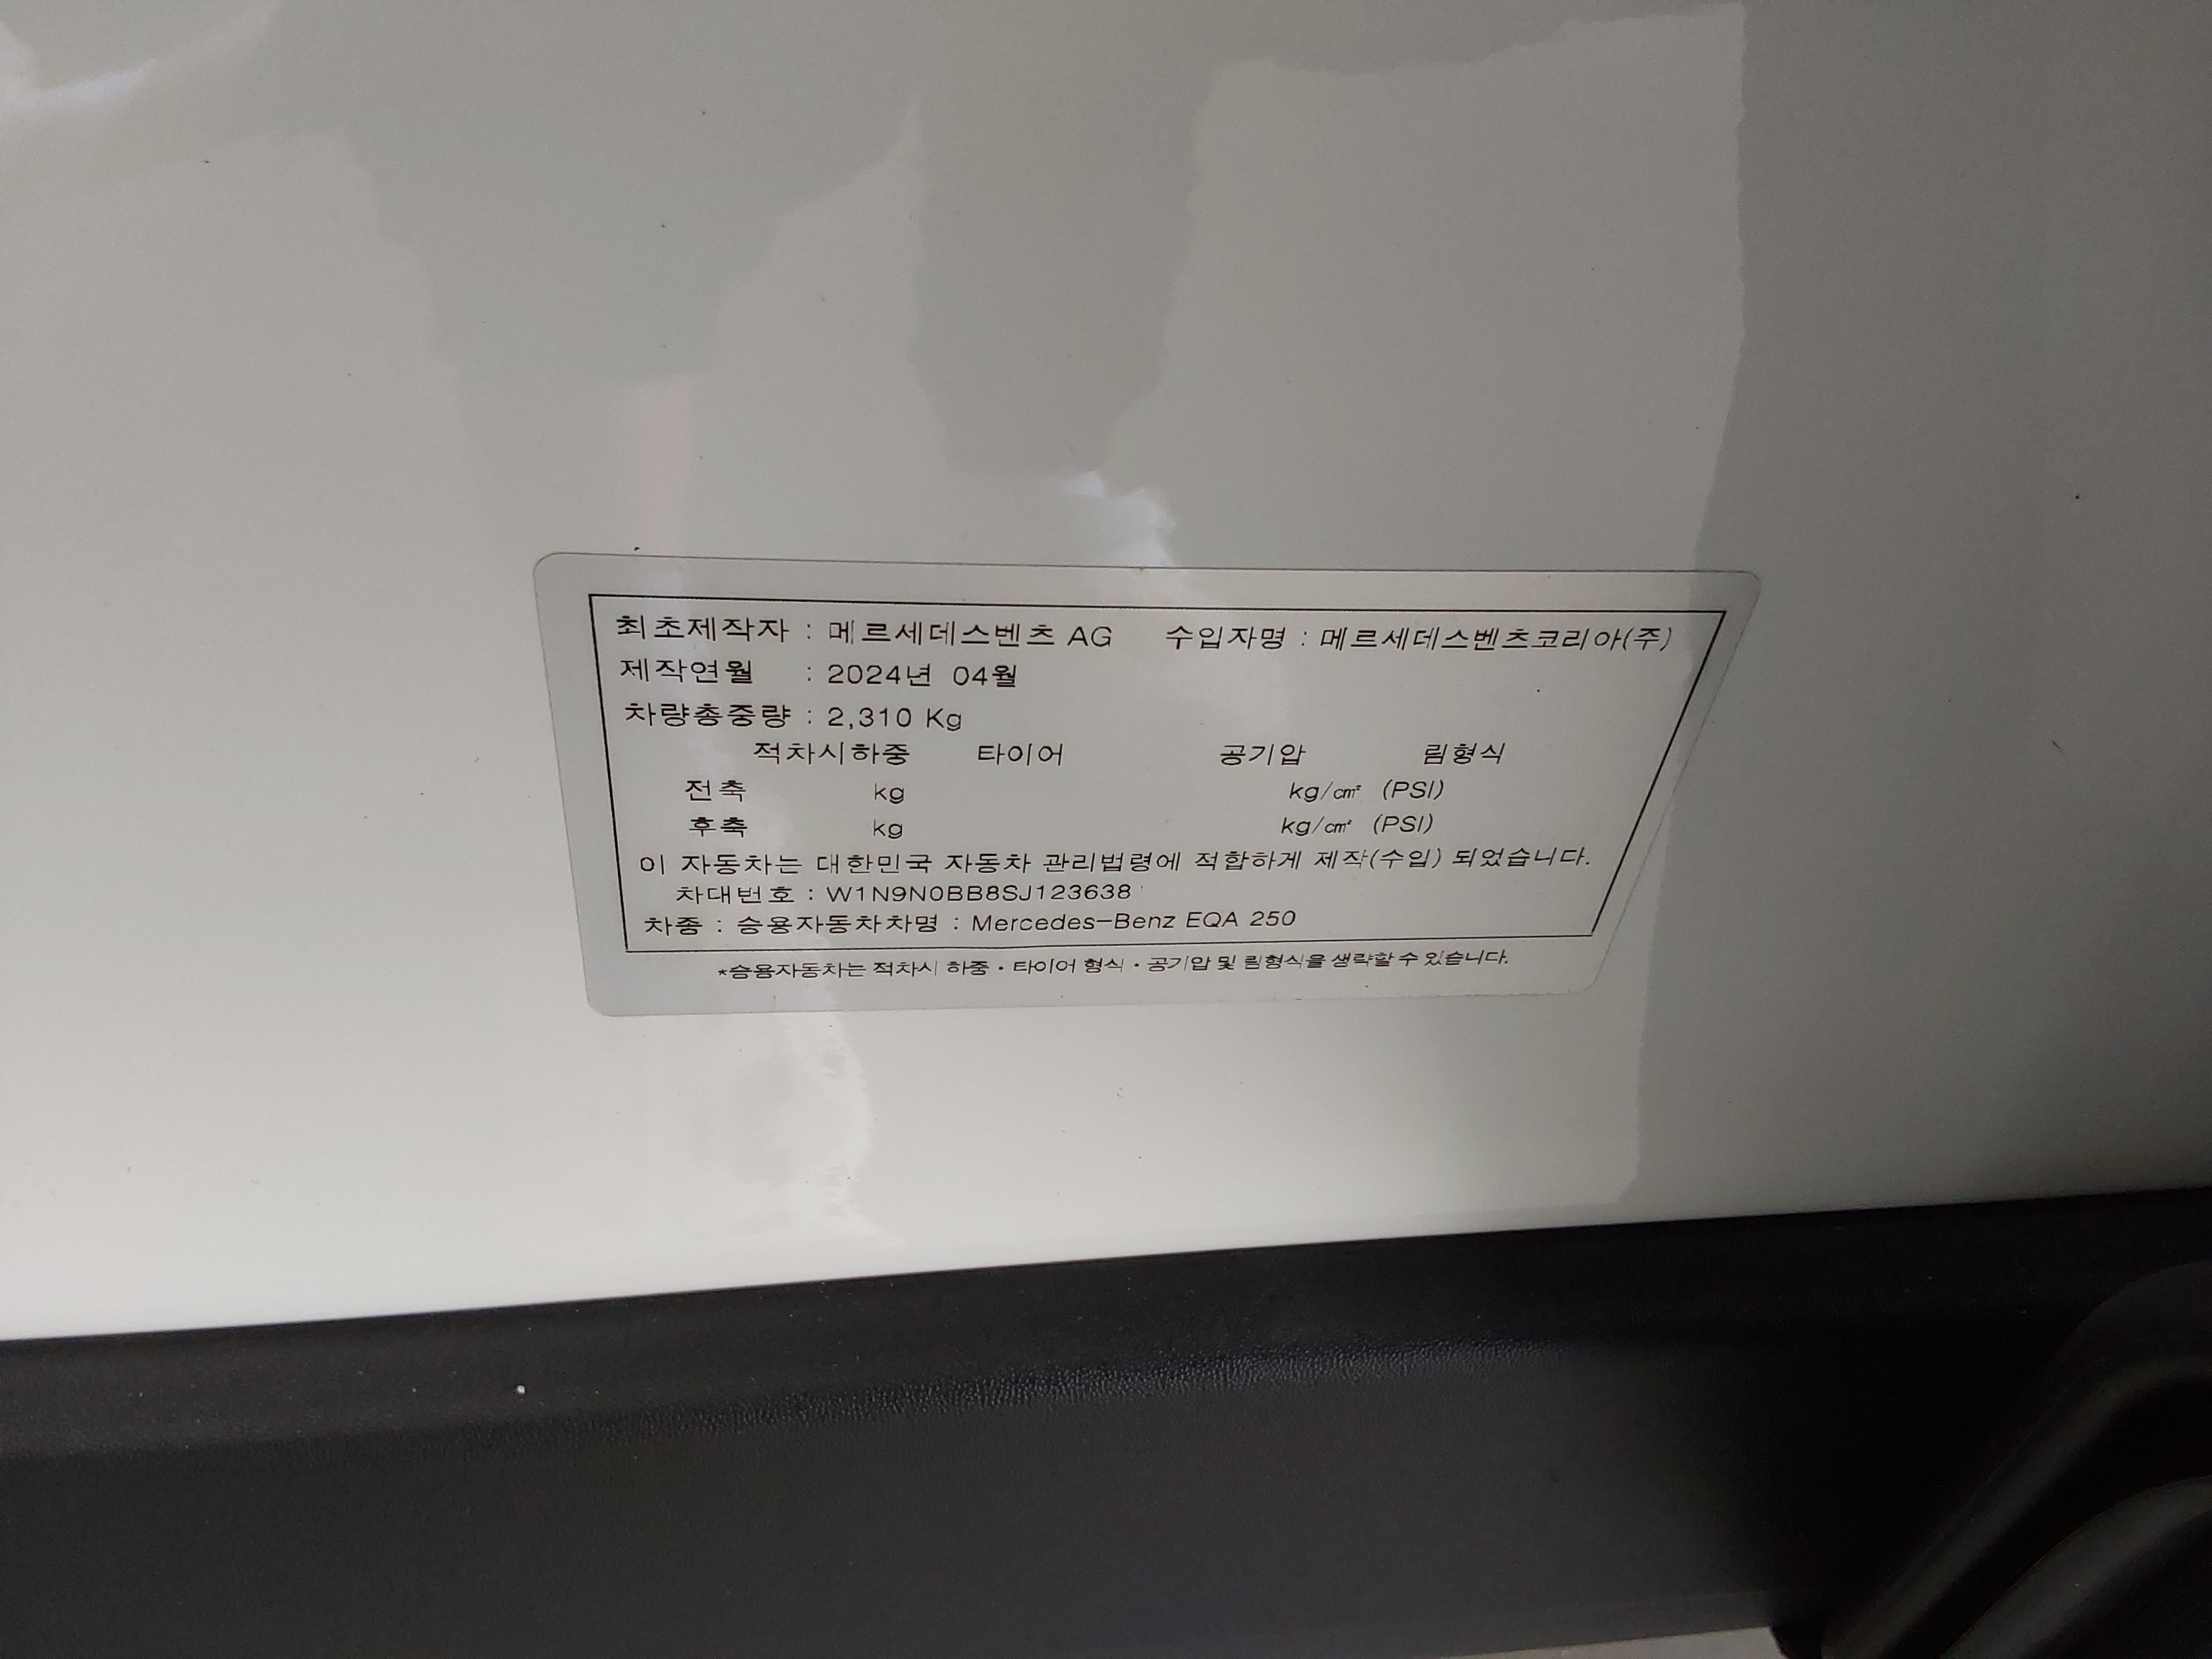 최초제작자 : 메르세데스벤츠 AG 수입자명 : 메르세데스벤츠코리아(주)
제작연월 : 2024년 04월
차량총중량 : 2,310 Kg
적차시하중 타이어 공기압 림형식
전축 kg kg/㎠ (PSI)
후축 kg kg/㎠ (PSI)
이 자동차는 대한민국 자동차 관리법령에 적합하게 제작(수입) 되었습니다.
차대번호 : W1N9N0BB8SJ123638
차종 : 승용자동차차명 : Mercedes-Benz EQA 250
*승용자동차는 적차시 하중・타이어 형식・공기압 및 림형식을 생략할 수 있습니다.